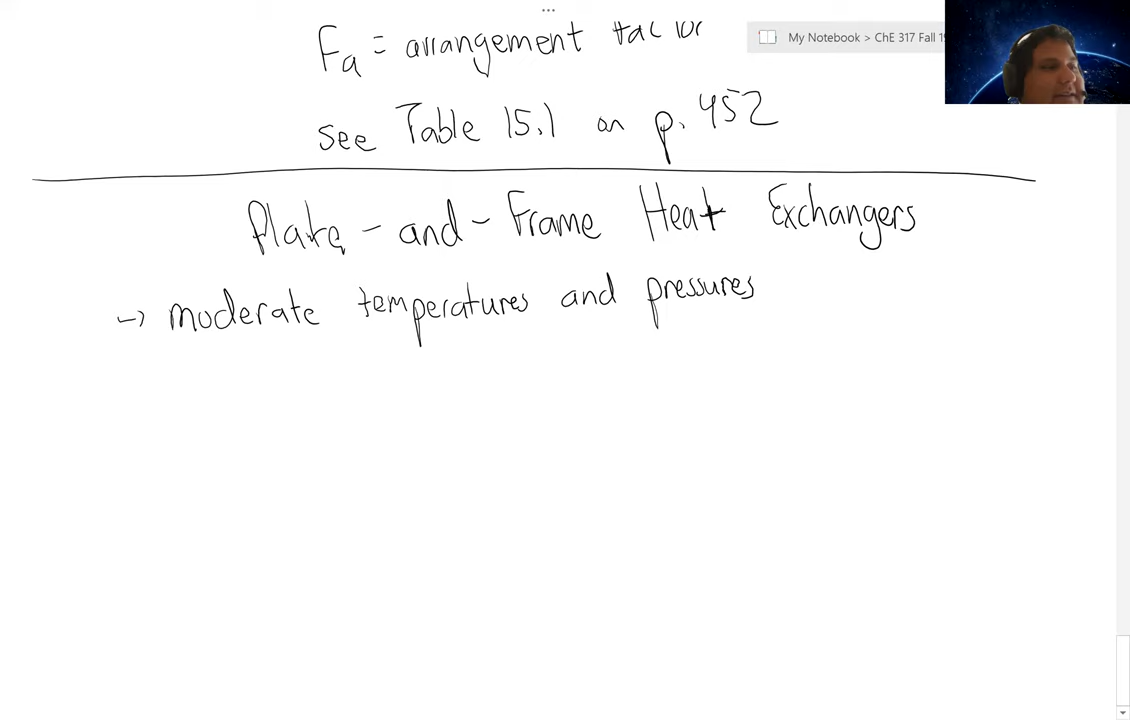 Fa = arrangement factor
My Notebook > ChE 317 Fall 19
see Table 15.1 on p. 452
Plate-and-Frame Heat Exchangers
→ moderate temperatures and pressures